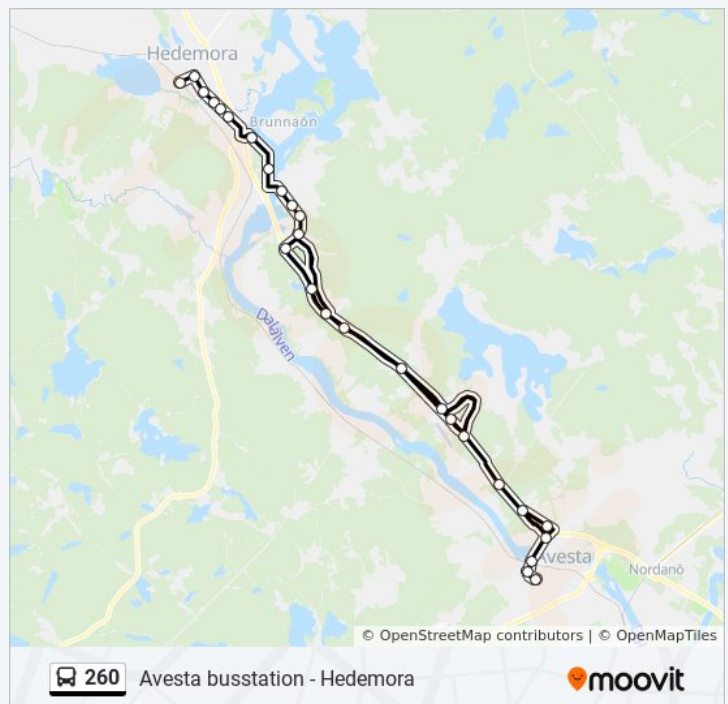 Hedemora
Brunnaön
Dalälven
Avesta
Nordanö
© OpenStreetMap contributors | © OpenMapTiles
260 Avesta busstation - Hedemora
moovit